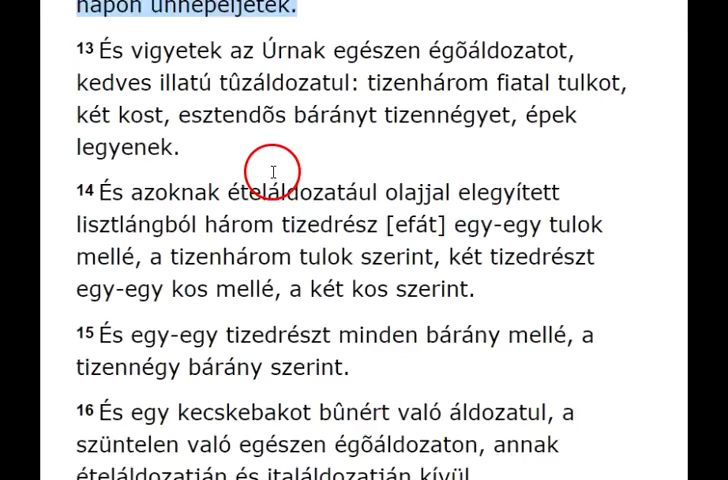 napon ünnepeljetek.
13 És vigyetek az Úrnak egészen égõáldozatot,
kedves illatú tûzáldozatul: tizenhárom fiatal tulkot,
két kost, esztendõs bárányt tizennégyet, épek
legyenek.
14 És azoknak ételáldozatául olajjal elegyített
lisztlángból három tizedrész [efát] egy-egy tulok
mellé, a tizenhárom tulok szerint, két tizedrészt
egy-egy kos mellé, a két kos szerint.
15 És egy-egy tizedrészt minden bárány mellé, a
tizennégy bárány szerint.
16 És egy kecskebakot bûnért való áldozatul, a
szüntelen való egészen égõáldozaton, annak
ételáldozatján és italáldozatján kívül.